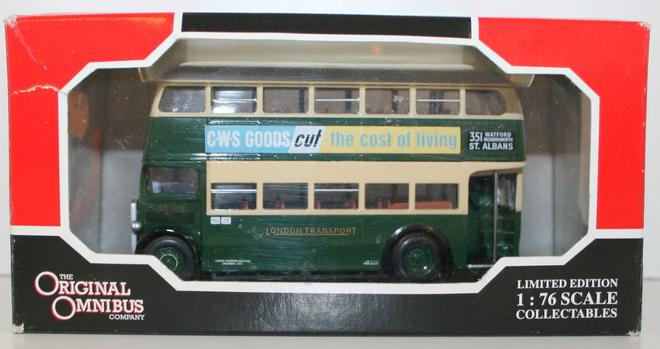 CWS GOODS cut the cost of living
351 WATFORD
RICKMANSWORTH
ST. ALBANS
LONDON TRANSPORT
THE
ORIGINAL
OMNIBUS
COMPANY
LIMITED EDITION
1:76 SCALE
COLLECTABLES